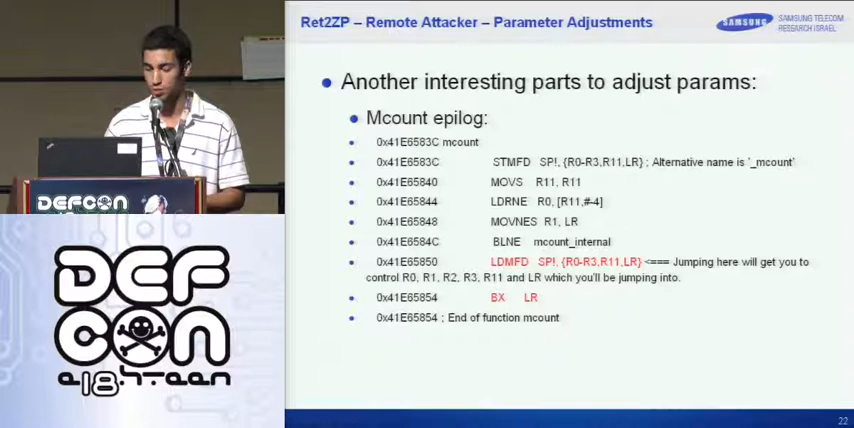 Ret2ZP – Remote Attacker – Parameter Adjustments
SAMSUNG
SAMSUNG TELECOM
RESEARCH ISRAEL
• Another interesting parts to adjust params:
• Mcount epilog:
• 0x41E6583C mcount
• 0x41E6583C STMFD SP!, {R0-R3,R11,LR} ; Alternative name is '_mcount'
• 0x41E65840 MOVS R11, R11
• 0x41E65844 LDRNE R0, [R11,#-4]
• 0x41E65848 MOVNES R1, LR
• 0x41E6584C BLNE mcount_internal
• 0x41E65850 LDMFD SP!, {R0-R3,R11,LR} <=== Jumping here will get you to
control R0, R1, R2, R3, R11 and LR which you'll be jumping into.
• 0x41E65854 BX LR
• 0x41E65854 ; End of function mcount
22
DEFCON
DEF
CON
e18.h-teen